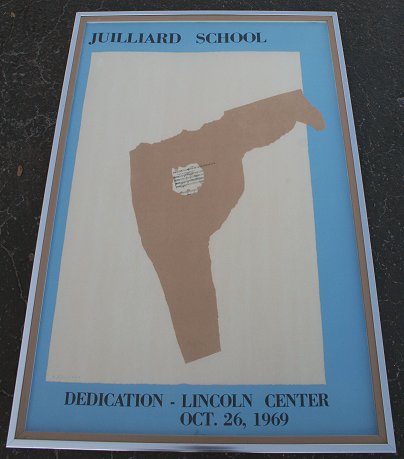 JUILLIARD SCHOOL
DEDICATION - LINCOLN CENTER
OCT. 26, 1969